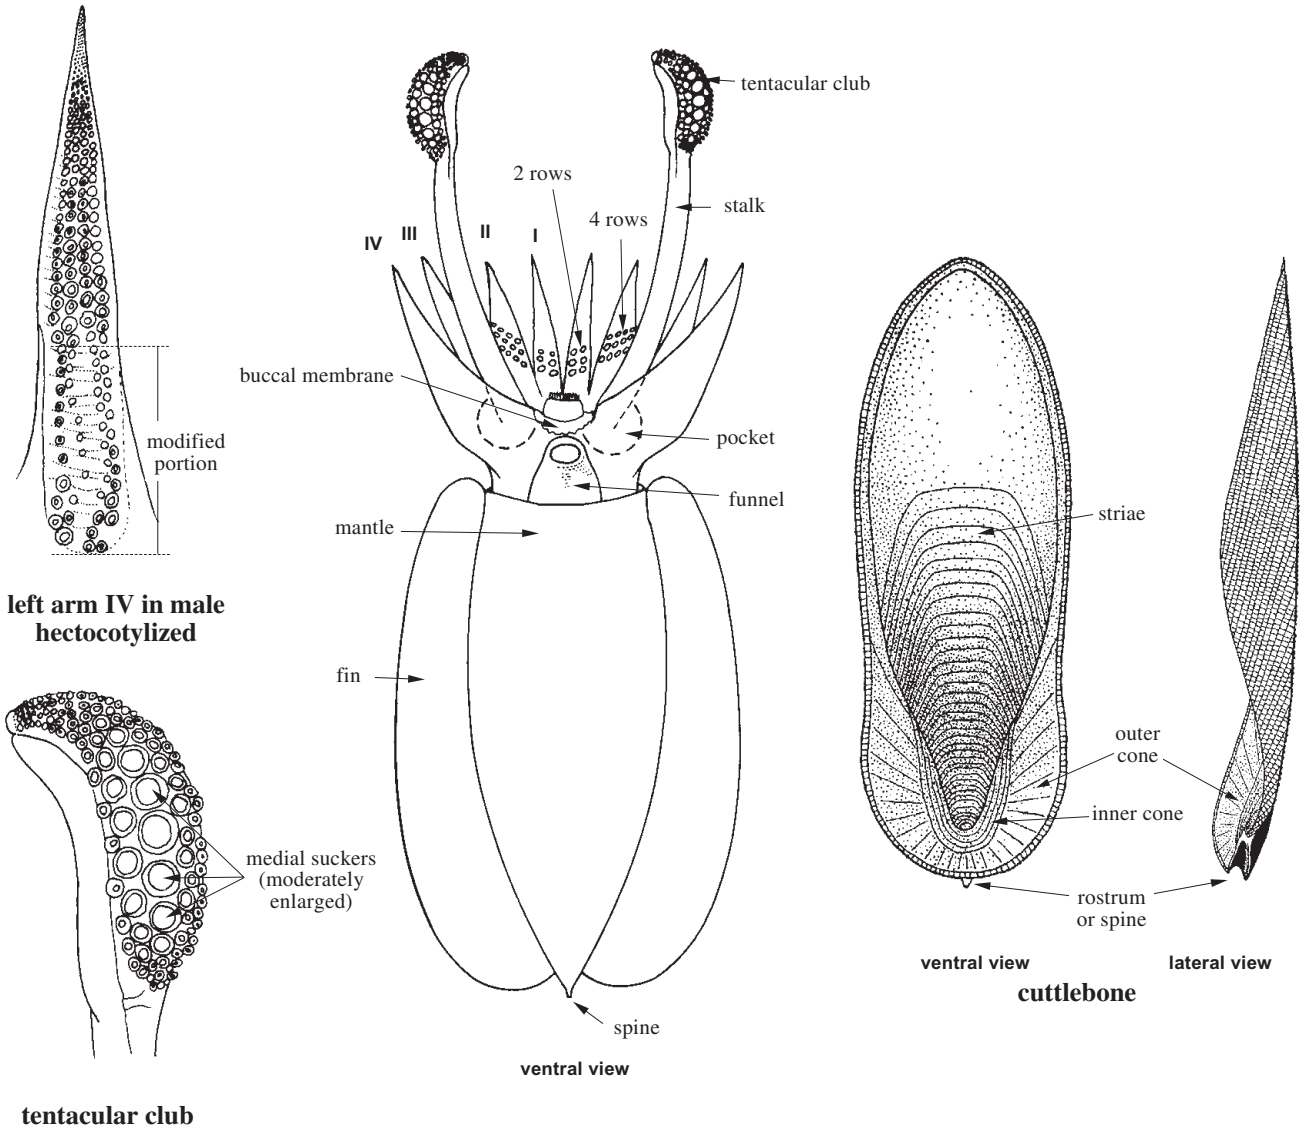 tentacular club
2 rows
stalk
4 rows
IV
III
II
I
buccal membrane
pocket
modified
portion
funnel
striae
mantle
left arm IV in male
hectocotylized
fin
outer
cone
inner cone
medial suckers
(moderately
enlarged)
rostrum
or spine
ventral view
lateral view
cuttlebone
spine
ventral view
tentacular club